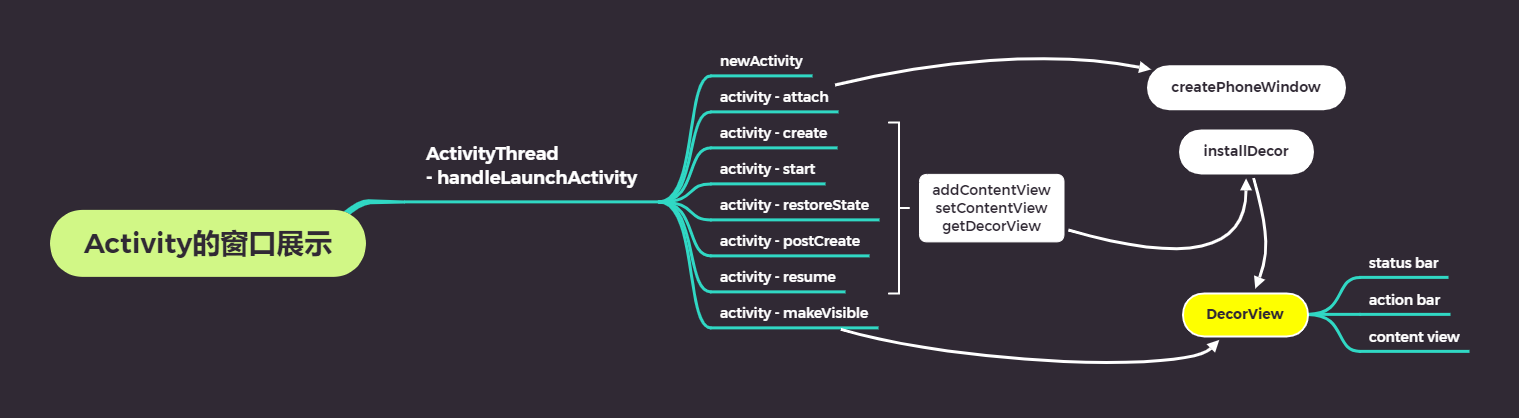 Activity的窗口展示
ActivityThread
- handleLaunchActivity
newActivity
activity - attach
activity - create
activity - start
activity - restoreState
activity - postCreate
activity - resume
activity - makeVisible
addContentView
setContentView
getDecorView
createPhoneWindow
installDecor
DecorView
status bar
action bar
content view